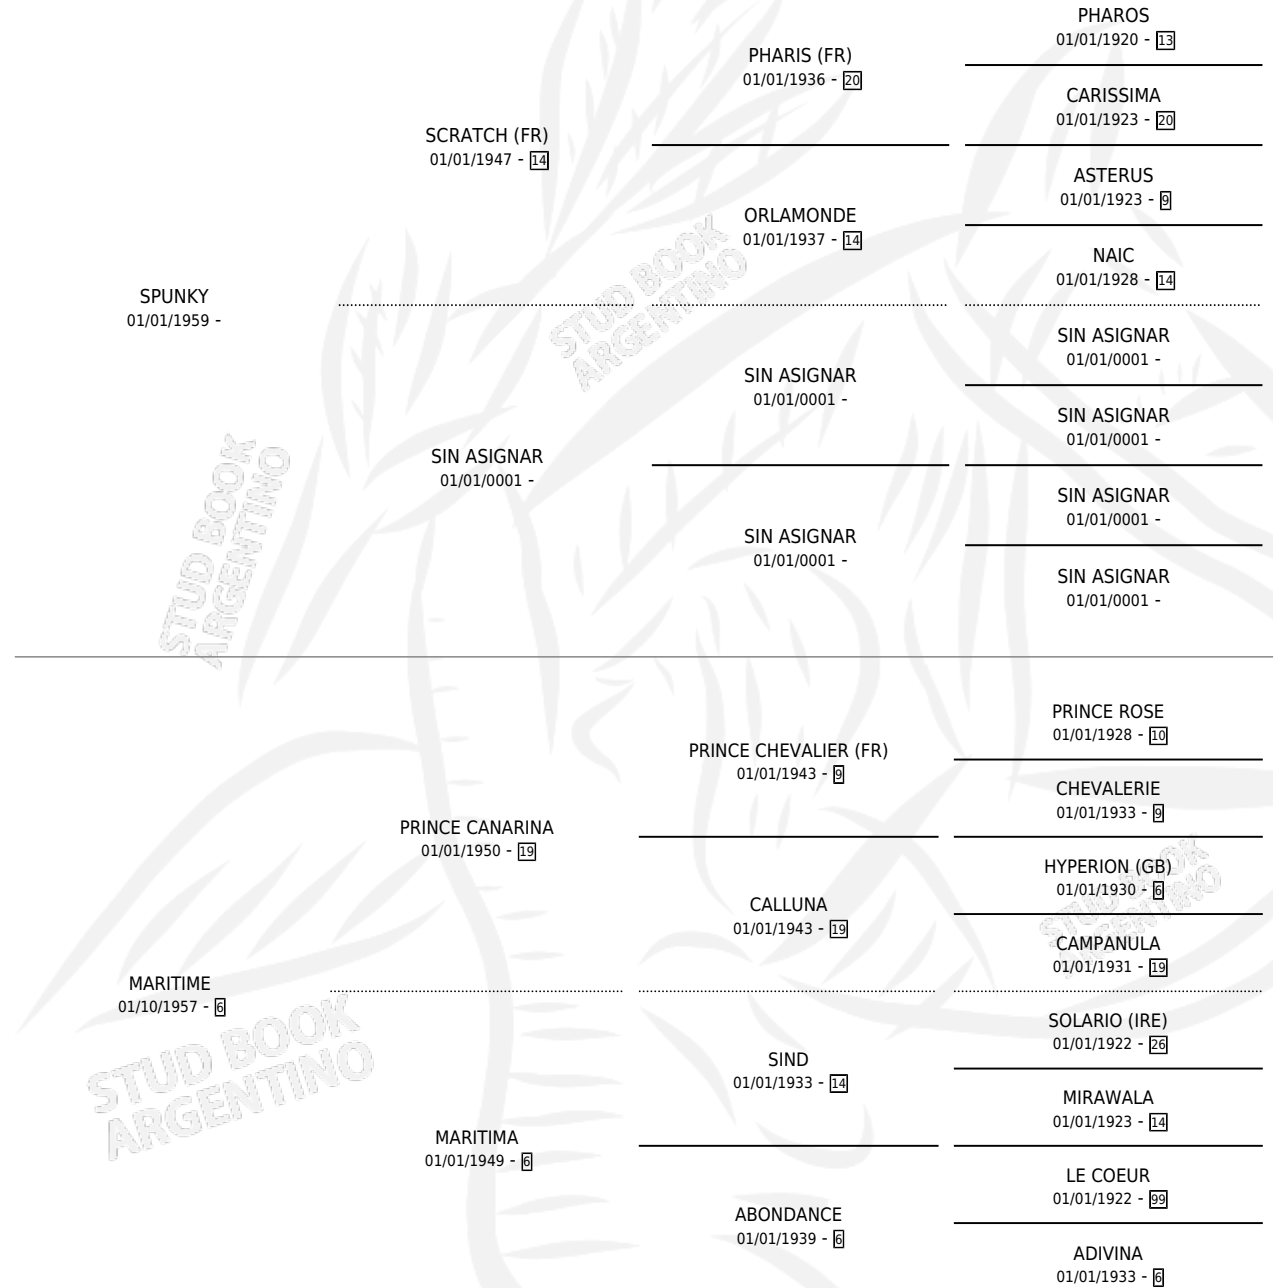 PHAROS
01/01/1920 - 13
PHARIS (FR)
01/01/1936 - 20
CARISSIMA
01/01/1923 - 20
SCRATCH (FR)
01/01/1947 - 14
ASTERUS
01/01/1923 - 9
ORLAMONDE
01/01/1937 - 14
NAIC
01/01/1928 - 14
SPUNKY
01/01/1959 -
SIN ASIGNAR
01/01/0001 -
SIN ASIGNAR
01/01/0001 -
SIN ASIGNAR
01/01/0001 -
SIN ASIGNAR
01/01/0001 -
SIN ASIGNAR
01/01/0001 -
SIN ASIGNAR
01/01/0001 -
SIN ASIGNAR
01/01/0001 -
STUD BOOK
ARGENTINO
STUD BOOK
ARGENTINO
PRINCE ROSE
01/01/1928 - 10
PRINCE CHEVALIER (FR)
01/01/1943 - 9
CHEVALERIE
01/01/1933 - 9
PRINCE CANARINA
01/01/1950 - 19
HYPERION (GB)
01/01/1930 - 6
CALLUNA
01/01/1943 - 19
CAMPANULA
01/01/1931 - 19
STUD BOOK
ARGENTINO
MARITIME
01/10/1957 - 6
SOLARIO (IRE)
01/01/1922 - 26
SIND
01/01/1933 - 14
MIRAWALA
01/01/1923 - 14
STUD BOOK
ARGENTINO
MARITIMA
01/01/1949 - 6
LE COEUR
01/01/1922 - 99
ABONDANCE
01/01/1939 - 6
ADIVINA
01/01/1933 - 6